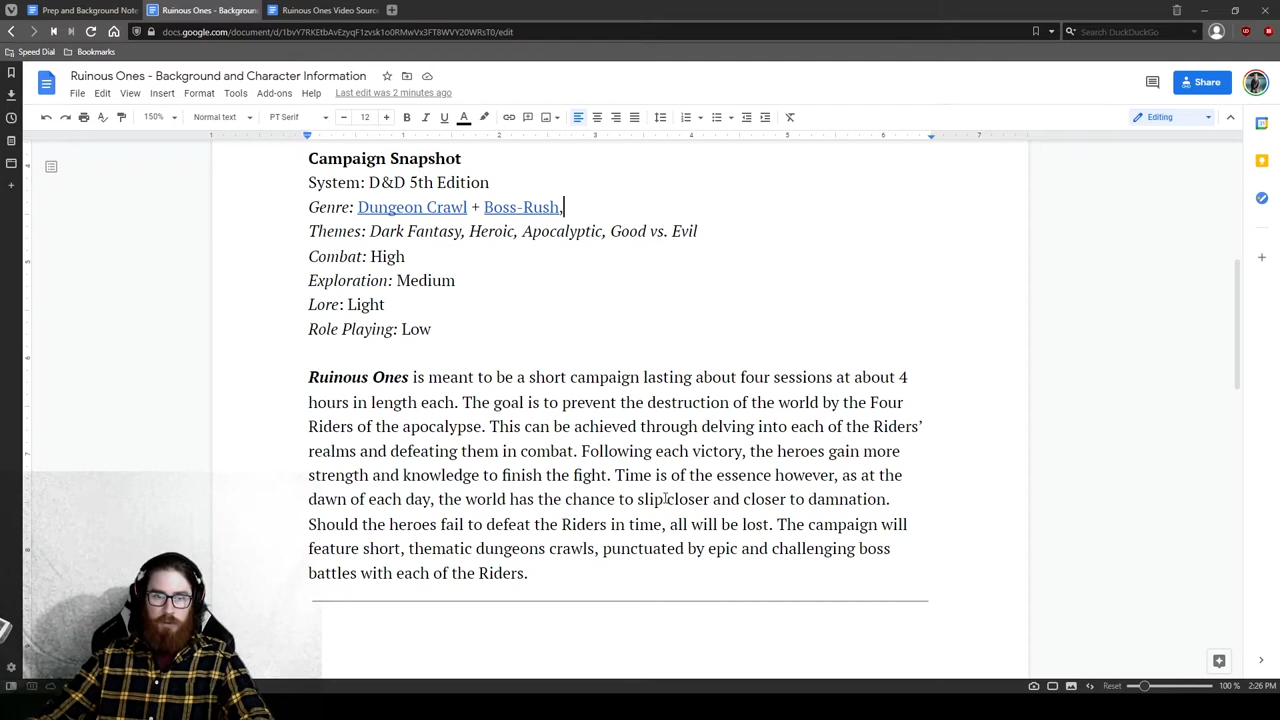 Prep and Background Note
Ruinous Ones - Background
Ruinous Ones Video Sourc
docs.google.com/document/d/1bvY7RKEtbAvEzyqF1zvsk1o0RMwVx3FT8WVY20WRsT0/edit
Search DuckDuckGo
Speed Dial
Bookmarks
Ruinous Ones - Background and Character Information
File Edit View Insert Format Tools Add-ons Help Last edit was 2 minutes ago
Share
150% Normal text PT Serif 12 B I U A
Editing
1 1 2 3 4 5 6 7
Campaign Snapshot
System: D&D 5th Edition
Genre: Dungeon Crawl + Boss-Rush,
Themes: Dark Fantasy, Heroic, Apocalyptic, Good vs. Evil
Combat: High
Exploration: Medium
Lore: Light
Role Playing: Low
Ruinous Ones is meant to be a short campaign lasting about four sessions at about 4
hours in length each. The goal is to prevent the destruction of the world by the Four
Riders of the apocalypse. This can be achieved through delving into each of the Riders’
realms and defeating them in combat. Following each victory, the heroes gain more
strength and knowledge to finish the fight. Time is of the essence however, as at the
dawn of each day, the world has the chance to slip closer and closer to damnation.
Should the heroes fail to defeat the Riders in time, all will be lost. The campaign will
feature short, thematic dungeons crawls, punctuated by epic and challenging boss
battles with each of the Riders.
Reset 100 % 2:26 PM